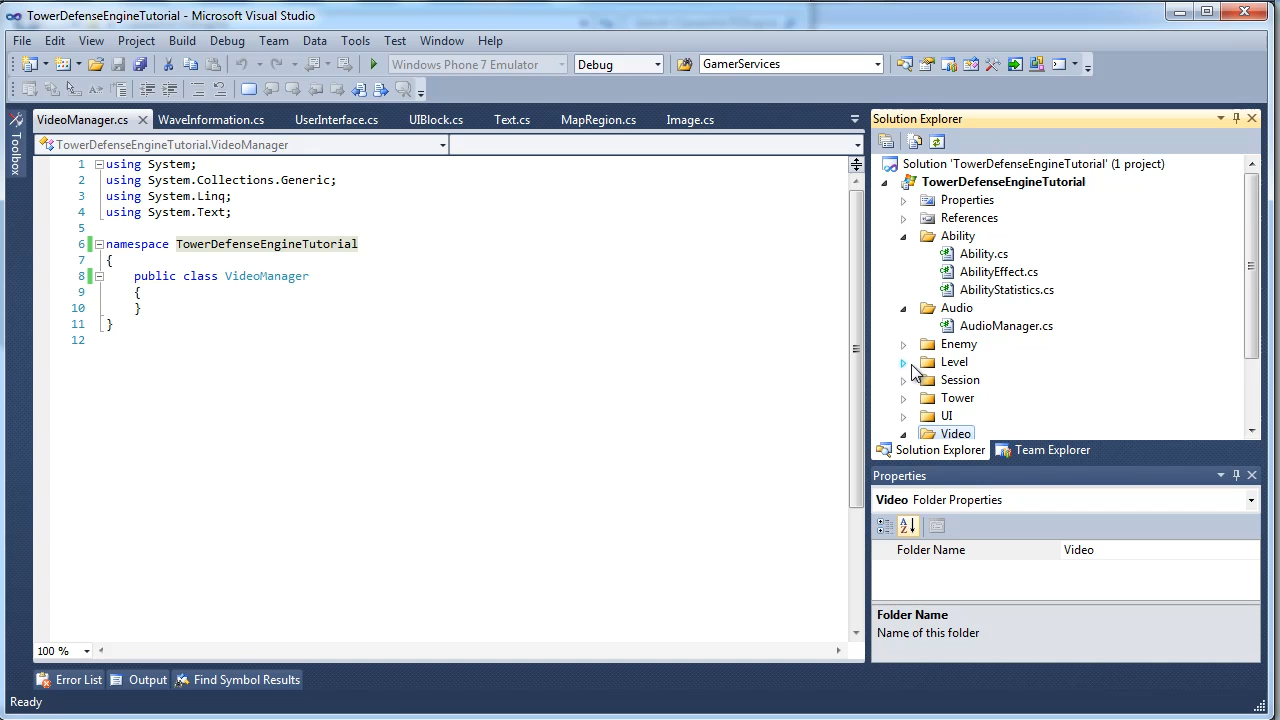 TowerDefenseEngineTutorial - Microsoft Visual Studio
File Edit View Project Build Debug Team Data Tools Test Window Help
Windows Phone 7 Emulator Debug GamerServices
VideoManager.cs WaveInformation.cs UserInterface.cs UIBlock.cs Text.cs MapRegion.cs Image.cs
Toolbox
TowerDefenseEngineTutorial.VideoManager
1 using System;
2 using System.Collections.Generic;
3 using System.Linq;
4 using System.Text;
5
6 namespace TowerDefenseEngineTutorial
7 {
8 public class VideoManager
9 {
10 }
11 }
12
100 %
Solution Explorer
Solution 'TowerDefenseEngineTutorial' (1 project)
TowerDefenseEngineTutorial
Properties
References
Ability
Ability.cs
AbilityEffect.cs
AbilityStatistics.cs
Audio
AudioManager.cs
Enemy
Level
Session
Tower
UI
Video
Solution Explorer Team Explorer
Properties
Video Folder Properties
Folder Name Video
Folder Name
Name of this folder
Error List Output Find Symbol Results
Ready